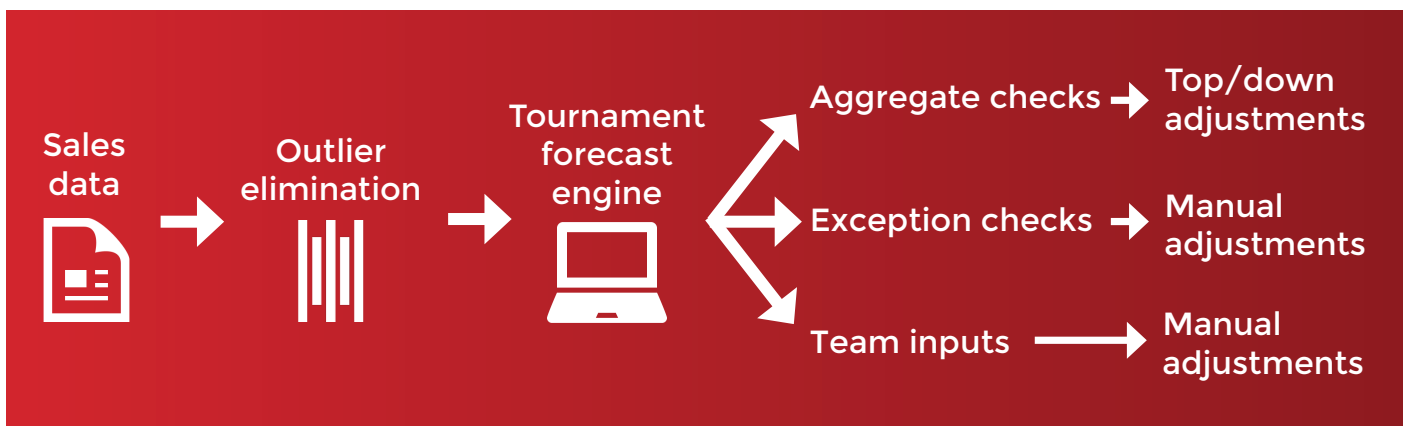 Sales
data
Outlier
elimination
Tournament
forecast
engine
Aggregate checks
Top/down
adjustments
Exception checks
Manual
adjustments
Team inputs
Manual
adjustments